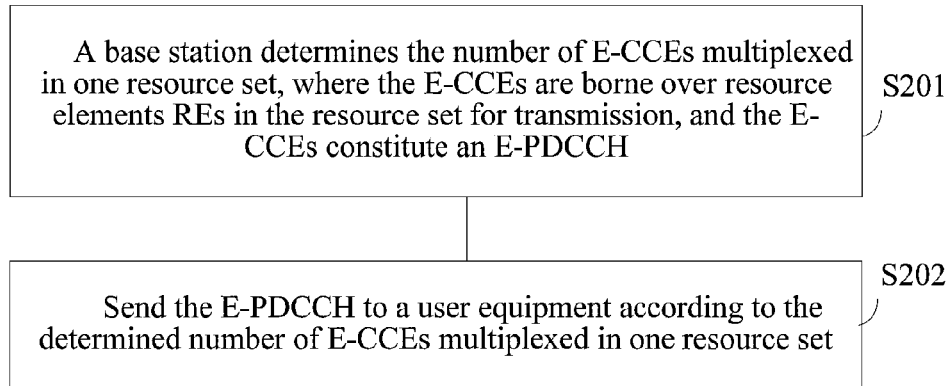 A base station determines the number of E-CCEs multiplexed
in one resource set, where the E-CCEs are borne over resource
elements REs in the resource set for transmission, and the E-
CCEs constitute an E-PDCCH
S201
S202
Send the E-PDCCH to a user equipment according to the
determined number of E-CCEs multiplexed in one resource set